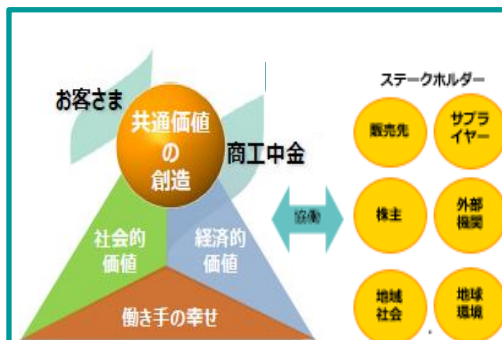 お客さま
共通価値
の
創造
商工中金
社会的
価値
経済的
価値
働き手の幸せ
協働
ステークホルダー
販売先
サプラ
イヤー
株主
外部
機関
地域
社会
地球
環境